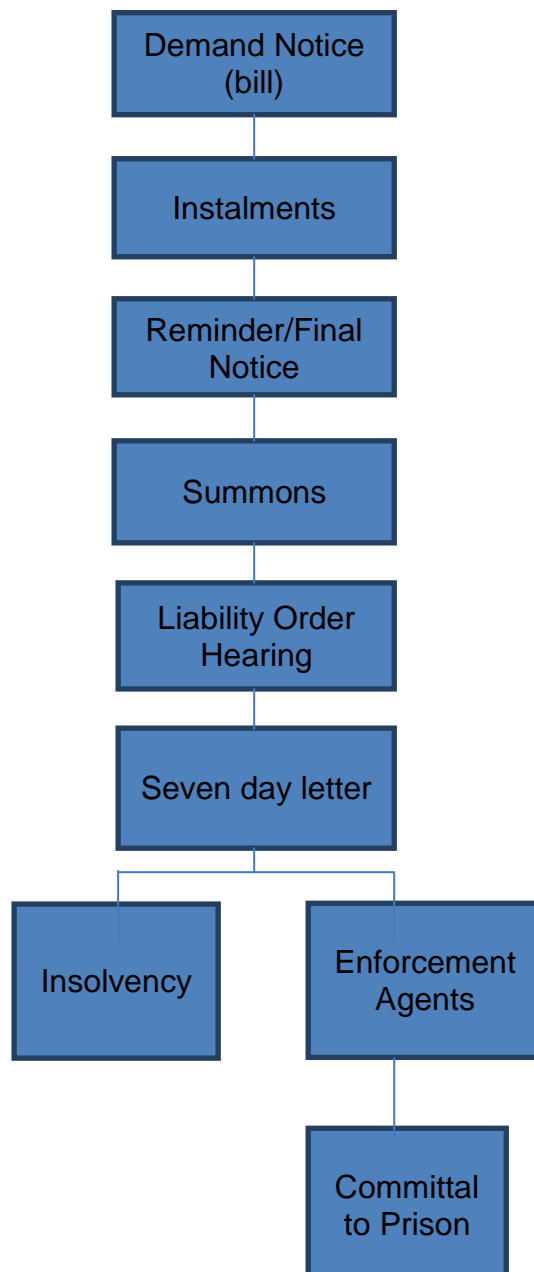 Demand Notice
(bill)
Instalments
Reminder/Final
Notice
Summons
Liability Order
Hearing
Seven day letter
Insolvency
Enforcement
Agents
Committal
to Prison